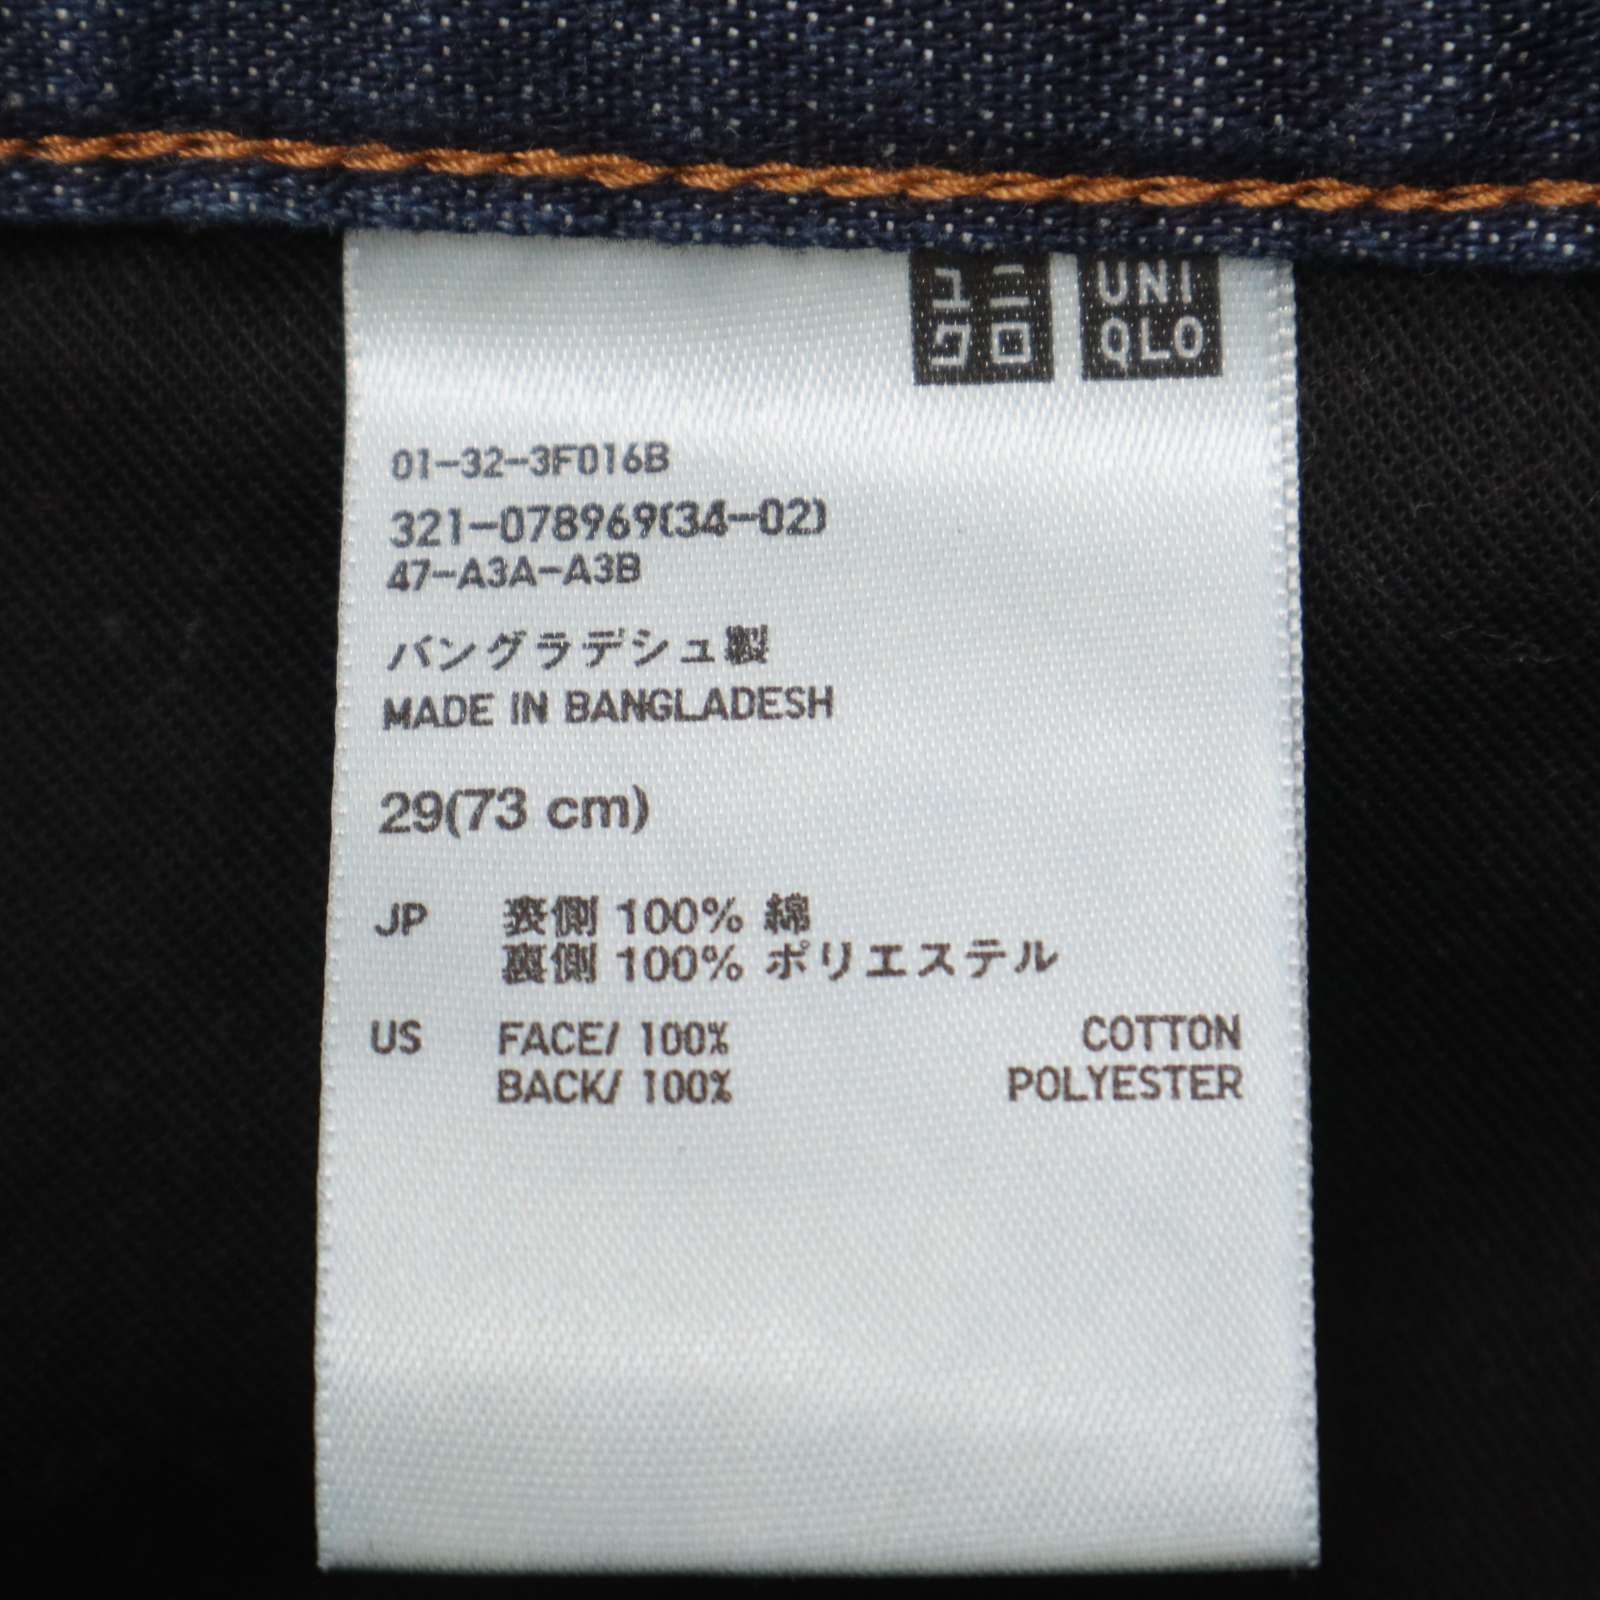 ユニ
クロ
UNI
QLO
01-32-3F016B
321-078969(34-02)
47-A3A-A3B
バングラデシュ製
MADE IN BANGLADESH
29(73 cm)
JP 表側 100% 綿
裏側 100% ポリエステル
US FACE/ 100% COTTON
BACK/ 100% POLYESTER